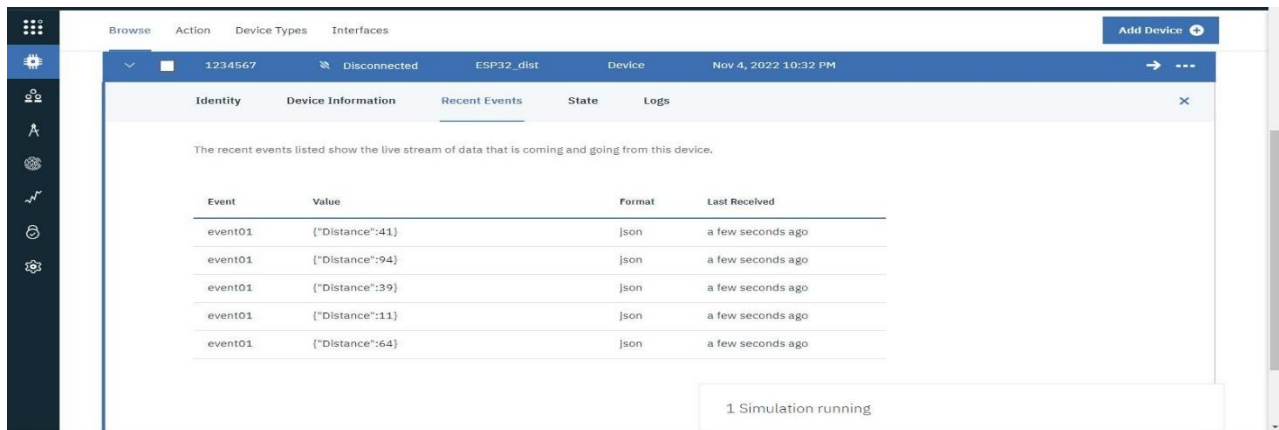 Browse Action Device Types Interfaces Add Device
1234567 Disconnected ESP32_dist Device Nov 4, 2022 10:32 PM
Identity Device Information Recent Events State Logs
The recent events listed show the live stream of data that is coming and going from this device.
Event Value Format Last Received
event01 {"Distance":41} json a few seconds ago
event01 {"Distance":94} json a few seconds ago
event01 {"Distance":39} json a few seconds ago
event01 {"Distance":11} json a few seconds ago
event01 {"Distance":64} json a few seconds ago
1 Simulation running